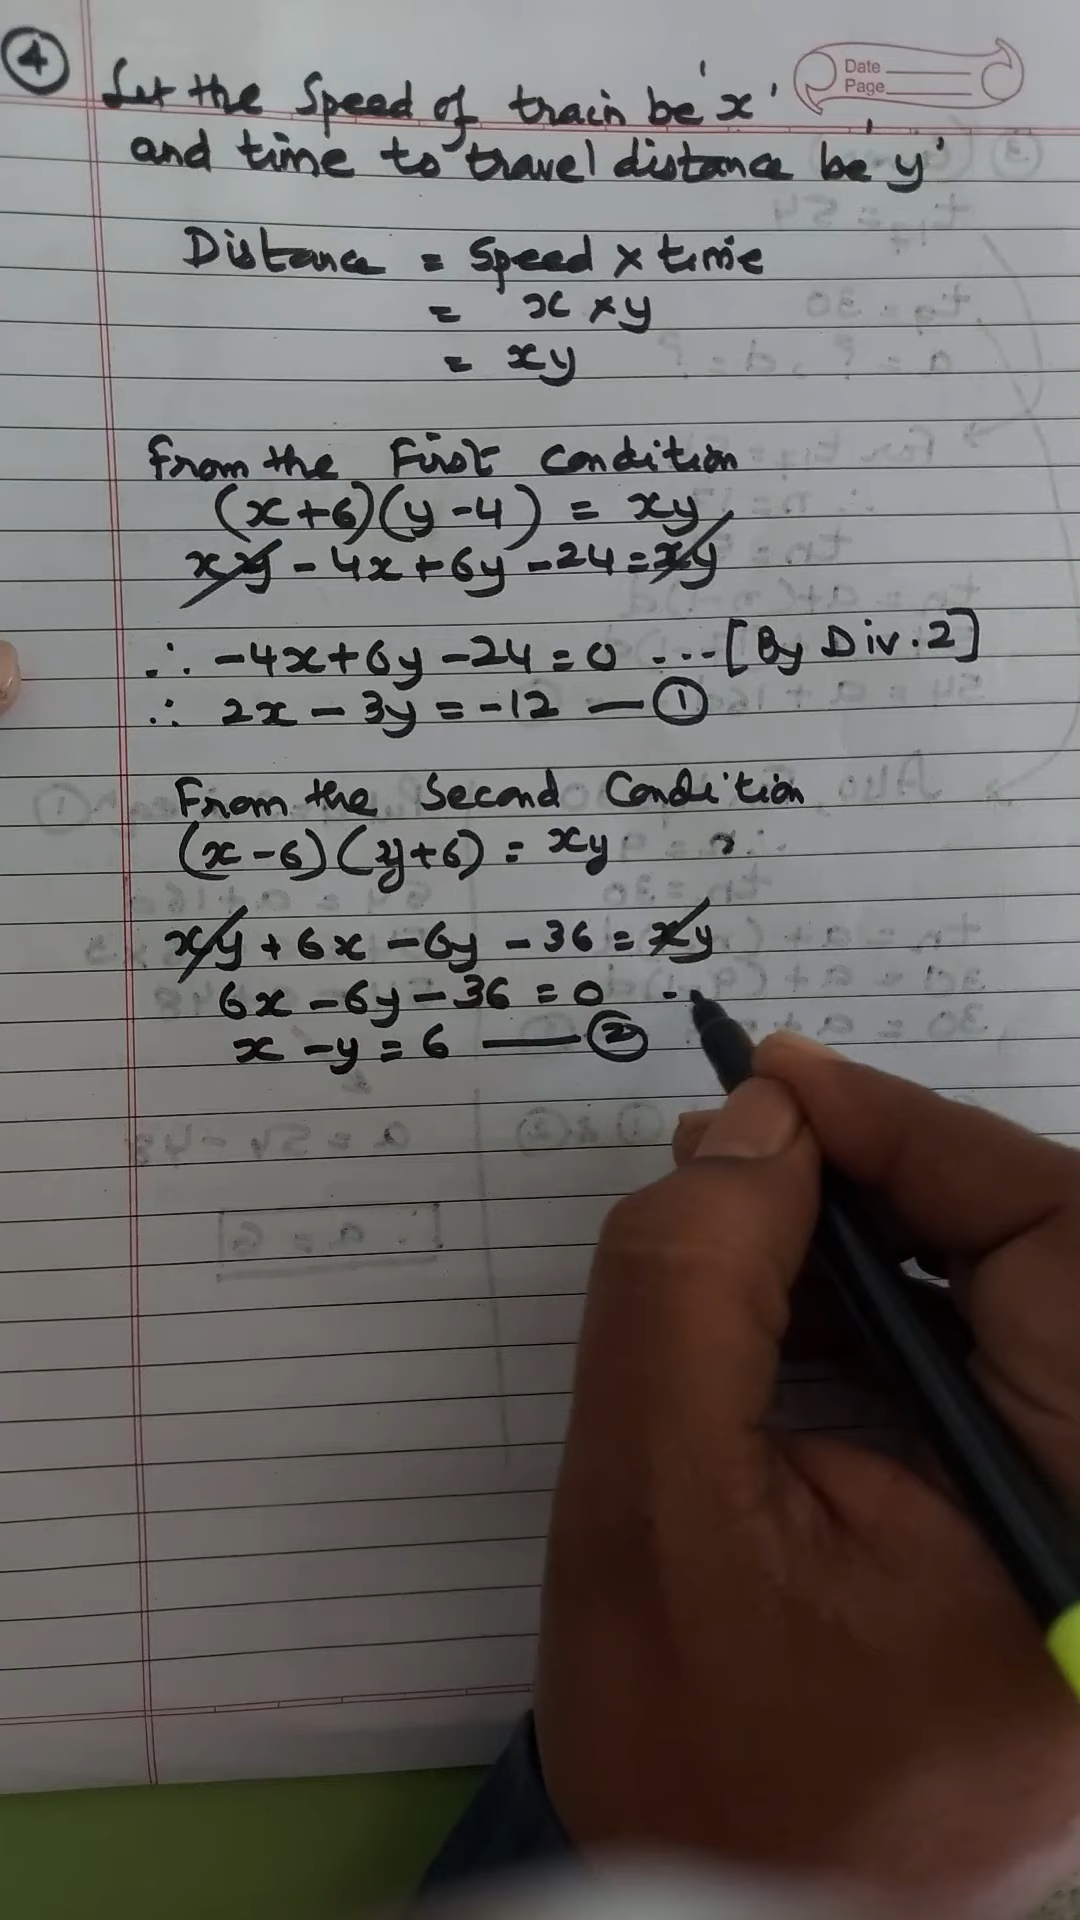 4
Date
Page
Let the Speed of train be 'x'
and time to travel distance be 'y'
Distance = Speed × time
= x × y
= xy
From the First Condition
(x+6)(y-4) = xy
xy - 4x + 6y - 24 = xy
∴ -4x + 6y - 24 = 0 --- [By Div. 2]
∴ 2x - 3y = -12 — ①
From the Second Condition
(x-6)(y+6) = xy
xy + 6x - 6y - 36 = xy
6x - 6y - 36 = 0
x - y = 6 — ②